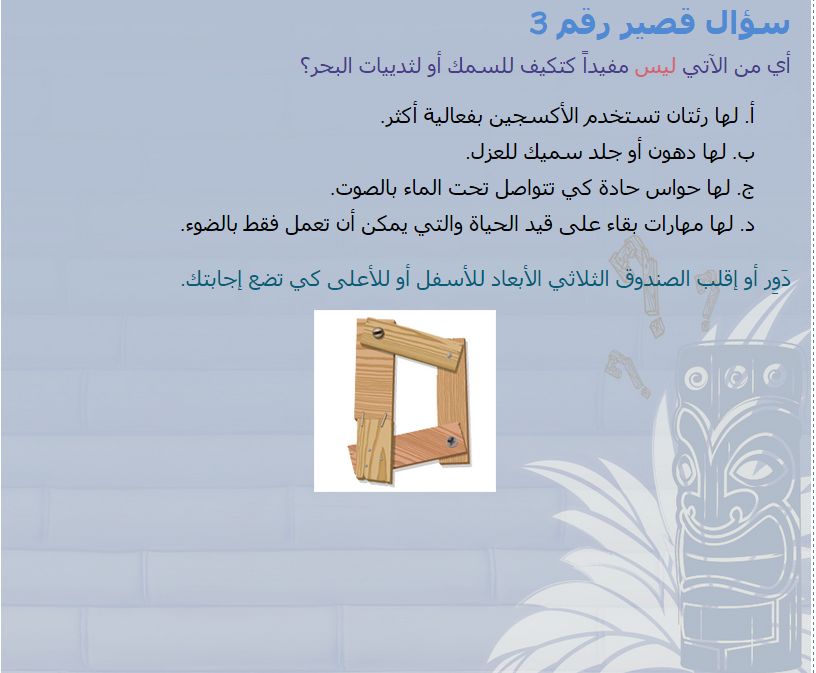 سؤال قصير رقم 3
أي من الآتي ليس مفيداً كتكيف للسمك أو لثدييات البحر؟
أ. لها رئتان تستخدم الأكسجين بفعالية أكثر.
ب. لها دهون أو جلد سميك للعزل.
ج. لها حواس حادة كي تتواصل تحت الماء بالصوت.
د. لها مهارات بقاء على قيد الحياة والتي يمكن أن تعمل فقط بالضوء.
دَوِر أو إقلب الصندوق الثلاثي الأبعاد للأسفل أو للأعلى كي تضع إجابتك.
D